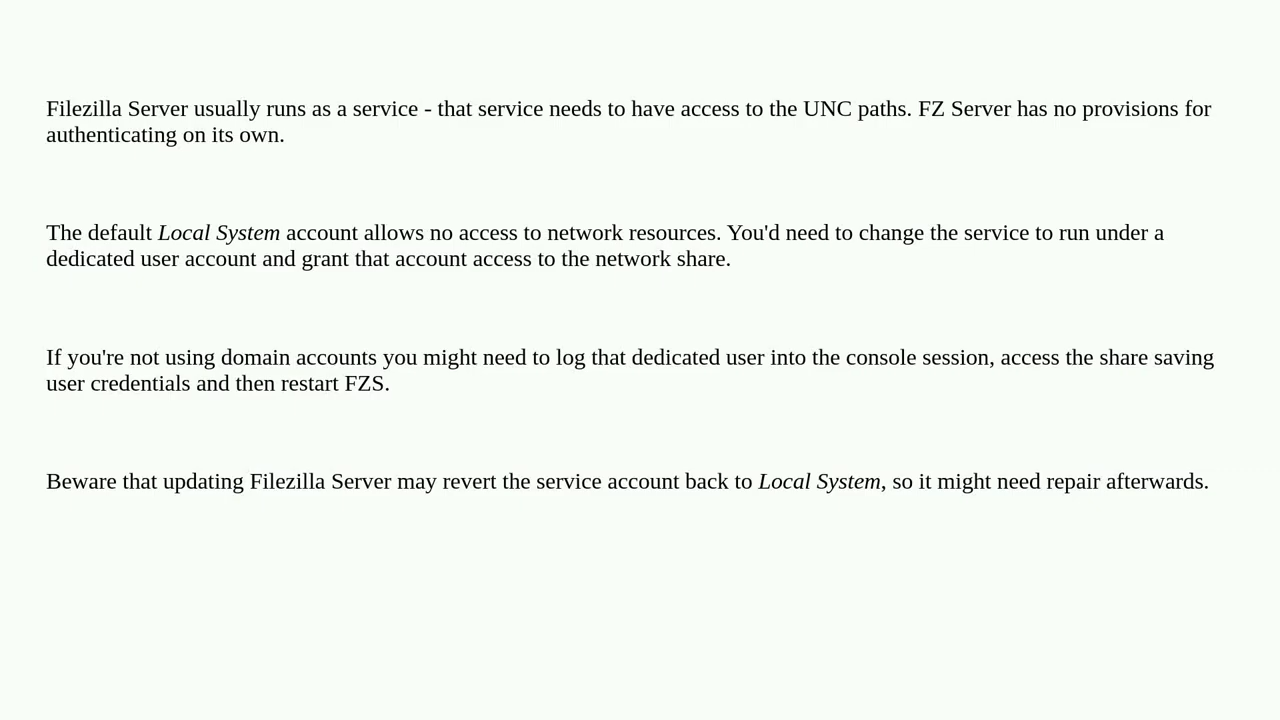 Filezilla Server usually runs as a service - that service needs to have access to the UNC paths. FZ Server has no provisions for
authenticating on its own.
The default Local System account allows no access to network resources. You'd need to change the service to run under a
dedicated user account and grant that account access to the network share.
If you're not using domain accounts you might need to log that dedicated user into the console session, access the share saving
user credentials and then restart FZS.
Beware that updating Filezilla Server may revert the service account back to Local System, so it might need repair afterwards.